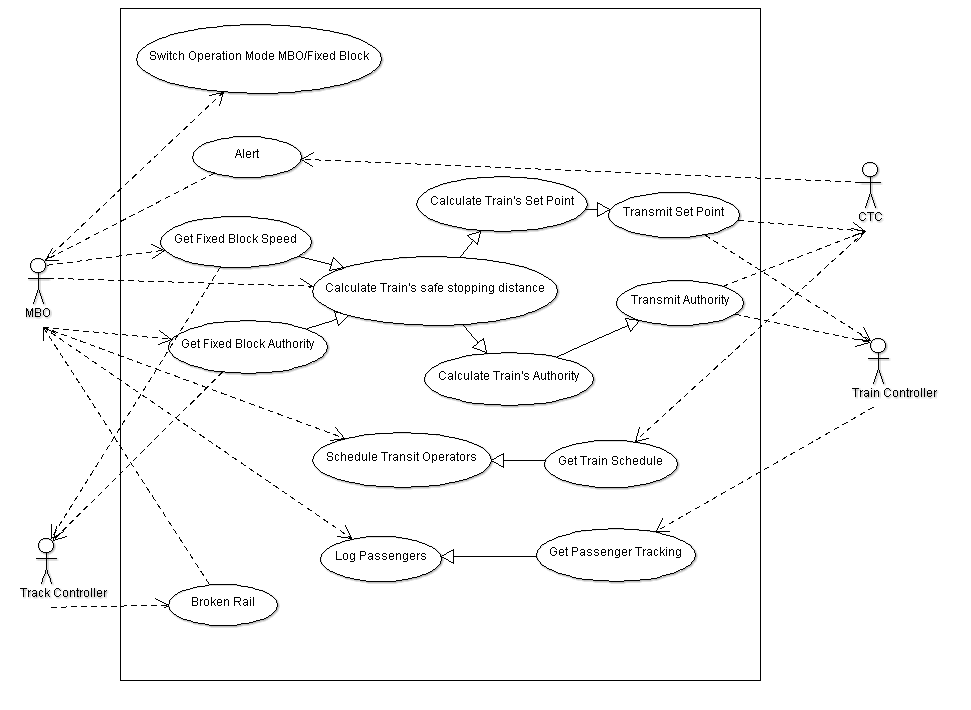 Switch Operation Mode MBO/Fixed Block
Alert
Calculate Train's Set Point
Transmit Set Point
CTC
Get Fixed Block Speed
Calculate Train's safe stopping distance
Transmit Authority
MBO
Get Fixed Block Authority
Calculate Train's Authority
Train Controller
Schedule Transit Operators
Get Train Schedule
Log Passengers
Get Passenger Tracking
Track Controller
Broken Rail